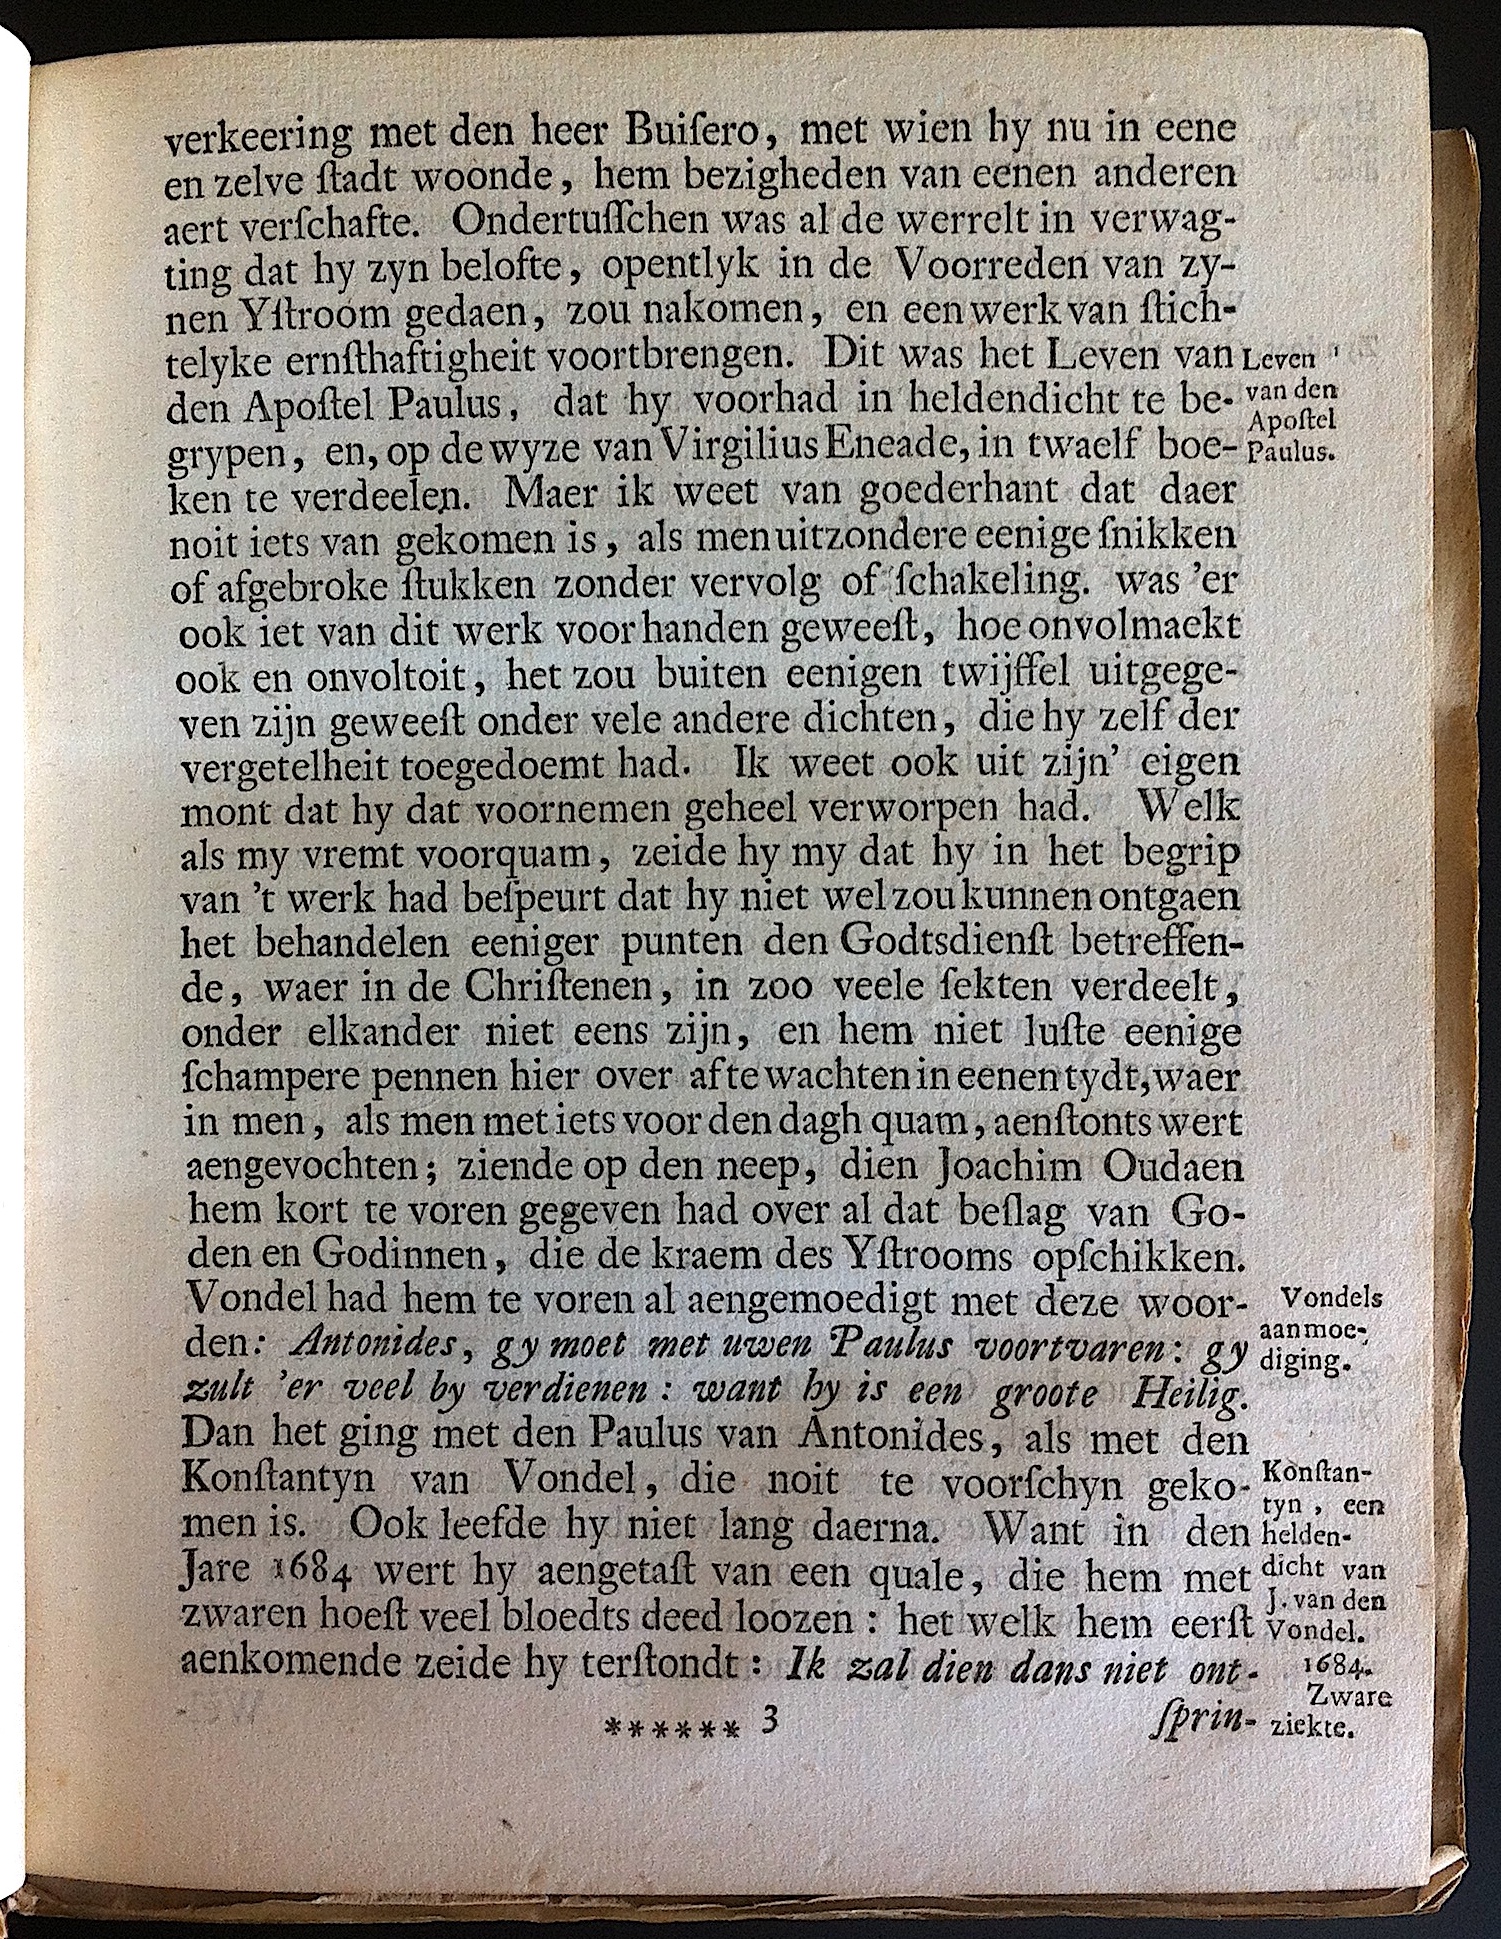 verkeering met den heer Buiſero, met wien hy nu in eene
en zelve ſtadt woonde, hem bezigheden van eenen anderen
aert verſchafte. Ondertuſſchen was al de werrelt in verwag-
ting dat hy zyn belofte, opentlyk in de Voorreden van zy-
nen Yſtroom gedaen, zou nakomen, en een werk van ſtich-
telyke ernſthaftigheit voortbrengen. Dit was het Leven van
den Apoſtel Paulus, dat hy voorhad in heldendicht te be-
grypen, en, op de wyze van Virgilius Eneade, in twaelf boe-
ken te verdeelen. Maer ik weet van goederhant dat daer
noit iets van gekomen is, als men uitzondere eenige ſnikken
of afgebroke ſtukken zonder vervolg of ſchakeling. was 'er
ook iet van dit werk voor handen geweeſt, hoe onvolmaekt
ook en onvoltoit, het zou buiten eenigen twijffel uitgege-
ven zijn geweeſt onder vele andere dichten, die hy zelf der
vergetelheit toegedoemt had. Ik weet ook uit zijn' eigen
mont dat hy dat voornemen geheel verworpen had. Welk
als my vremt voorquam, zeide hy my dat hy in het begrip
van 't werk had beſpeurt dat hy niet wel zou kunnen ontgaen
het behandelen eeniger punten den Godtsdienſt betreffen-
de, waer in de Chriſtenen, in zoo veele ſekten verdeelt,
onder elkander niet eens zijn, en hem niet luſte eenige
ſchampere pennen hier over af te wachten in eenen tydt, waer
in men, als men met iets voor den dagh quam, aenſtonts wert
aengevochten; ziende op den neep, dien Joachim Oudaen
hem kort te voren gegeven had over al dat beſlag van Go-
den en Godinnen, die de kraem des Yſtrooms opſchikken.
Vondel had hem te voren al aengemoedigt met deze woor-
den: Antonides, gy moet met uwen Paulus voortvaren: gy
zult 'er veel by verdienen: want hy is een groote Heilig.
Dan het ging met den Paulus van Antonides, als met den
Konſtantyn van Vondel, die noit te voorſchyn geko-
men is. Ook leefde hy niet lang daerna. Want in den
Jare 1684 wert hy aengetaſt van een quale, die hem met
zwaren hoeſt veel bloedts deed loozen: het welk hem eerſt
aenkomende zeide hy terſtondt: Ik zal dien dans niet ont-
****** 3
ſprin-
Leven
van den
Apoſtel
Paulus.
Vondels
aanmoe-
diging.
Konſtan-
tyn, een
helden-
dicht van
J. van den
Vondel.
1684.
Zware
ziekte.